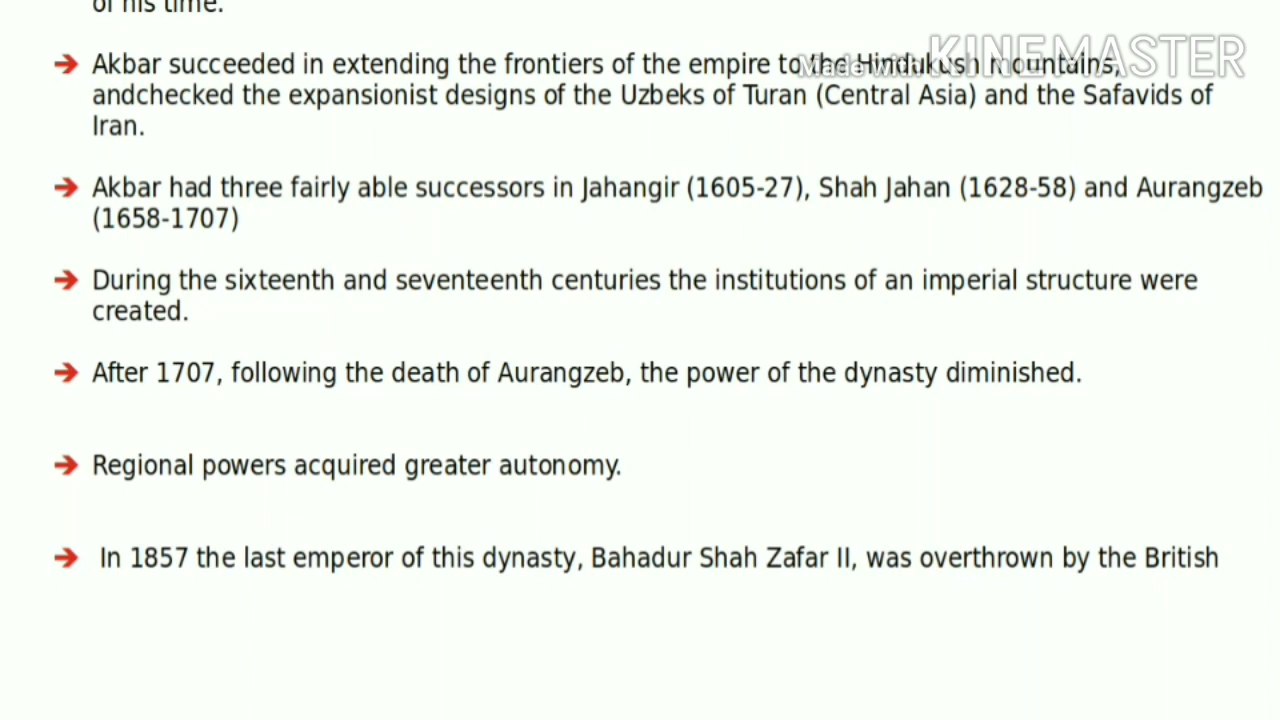 of his time.
Made with KINEMASTER
➔ Akbar succeeded in extending the frontiers of the empire to the Hindukush mountains,
andchecked the expansionist designs of the Uzbeks of Turan (Central Asia) and the Safavids of
Iran.
➔ Akbar had three fairly able successors in Jahangir (1605-27), Shah Jahan (1628-58) and Aurangzeb
(1658-1707)
➔ During the sixteenth and seventeenth centuries the institutions of an imperial structure were
created.
➔ After 1707, following the death of Aurangzeb, the power of the dynasty diminished.
➔ Regional powers acquired greater autonomy.
➔ In 1857 the last emperor of this dynasty, Bahadur Shah Zafar II, was overthrown by the British